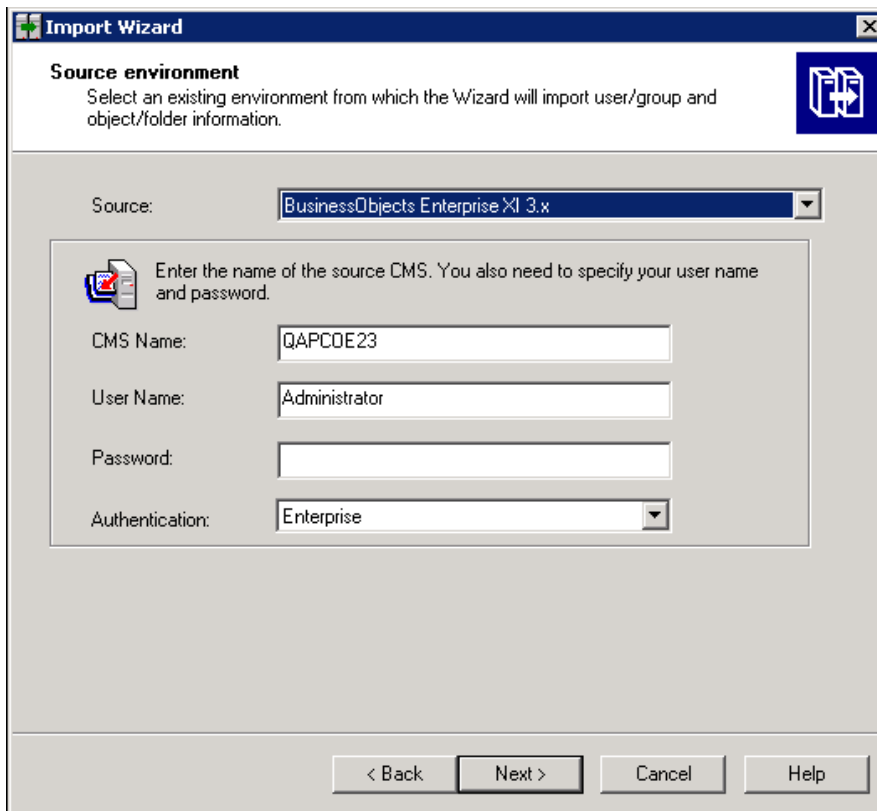 Import Wizard
Source environment
Select an existing environment from which the Wizard will import user/group and
object/folder information.
Source:
BusinessObjects Enterprise XI 3.x
Enter the name of the source CMS. You also need to specify your user name
and password.
CMS Name:
QAPCOE23
User Name:
Administrator
Password:
Authentication:
Enterprise
< Back
Next >
Cancel
Help